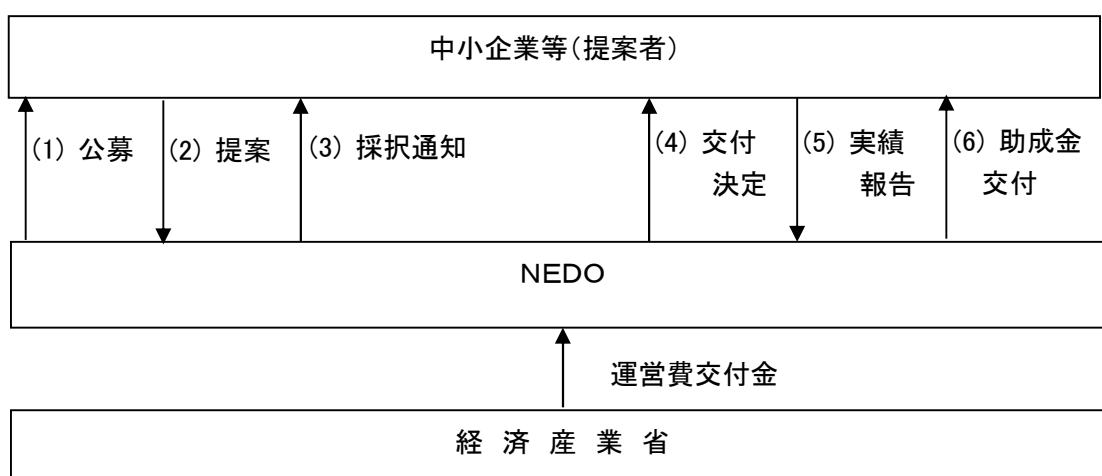 中小企業等（提案者）
(1) 公募
(2) 提案
(3) 採択通知
(4) 交付
決定
(5) 実績
報告
(6) 助成金
交付
NEDO
運営費交付金
経 済 産 業 省